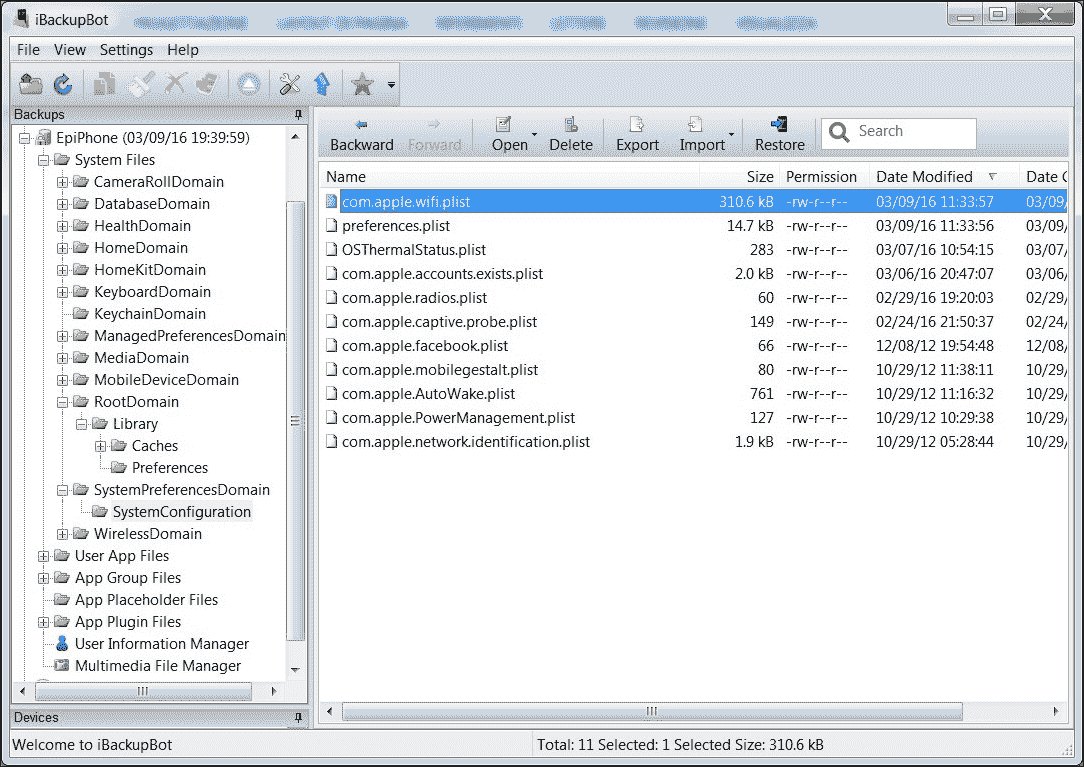 iBackupBot
File View Settings Help
Backups
EpiPhone (03/09/16 19:39:59)
System Files
CameraRollDomain
DatabaseDomain
HealthDomain
HomeDomain
HomeKitDomain
KeyboardDomain
KeychainDomain
ManagedPreferencesDomain
MediaDomain
MobileDeviceDomain
RootDomain
Library
Caches
Preferences
SystemPreferencesDomain
SystemConfiguration
WirelessDomain
User App Files
App Group Files
App Placeholder Files
App Plugin Files
User Information Manager
Multimedia File Manager
Devices
Backward Forward Open Delete Export Import Restore Search
Name Size Permission Date Modified Date C
com.apple.wifi.plist 310.6 kB -rw-r--r-- 03/09/16 11:33:57 03/09/
preferences.plist 14.7 kB -rw-r--r-- 03/09/16 11:33:56 03/09/
OSThermalStatus.plist 283 -rw-r--r-- 03/07/16 10:54:15 03/07/
com.apple.accounts.exists.plist 2.0 kB -rw-r--r-- 03/06/16 20:47:07 03/06/
com.apple.radios.plist 60 -rw-r--r-- 02/29/16 19:20:03 02/29/
com.apple.captive.probe.plist 149 -rw-r--r-- 02/24/16 21:50:37 02/24/
com.apple.facebook.plist 66 -rw-r--r-- 12/08/12 19:54:48 12/08/
com.apple.mobilegestalt.plist 80 -rw-r--r-- 10/29/12 11:38:11 10/29/
com.apple.AutoWake.plist 761 -rw-r--r-- 10/29/12 11:16:32 10/29/
com.apple.PowerManagement.plist 127 -rw-r--r-- 10/29/12 10:29:38 10/29/
com.apple.network.identification.plist 1.9 kB -rw-r--r-- 10/29/12 05:28:44 10/29/
Welcome to iBackupBot Total: 11 Selected: 1 Selected Size: 310.6 kB